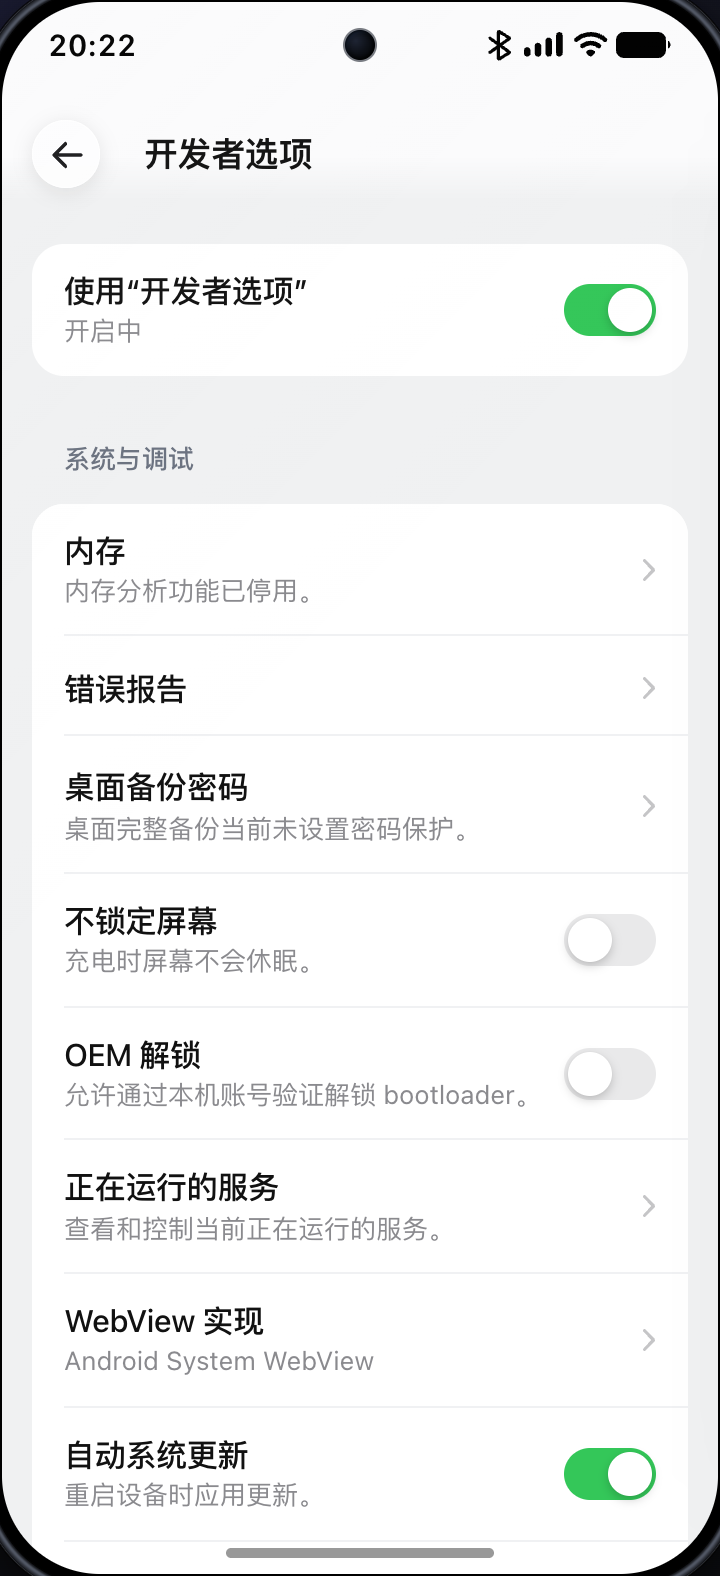 20:22
开发者选项
使用“开发者选项”
开启中
系统与调试
内存
内存分析功能已停用。
错误报告
桌面备份密码
桌面完整备份当前未设置密码保护。
不锁定屏幕
充电时屏幕不会休眠。
OEM 解锁
允许通过本机账号验证解锁 bootloader。
正在运行的服务
查看和控制当前正在运行的服务。
WebView 实现
Android System WebView
自动系统更新
重启设备时应用更新。